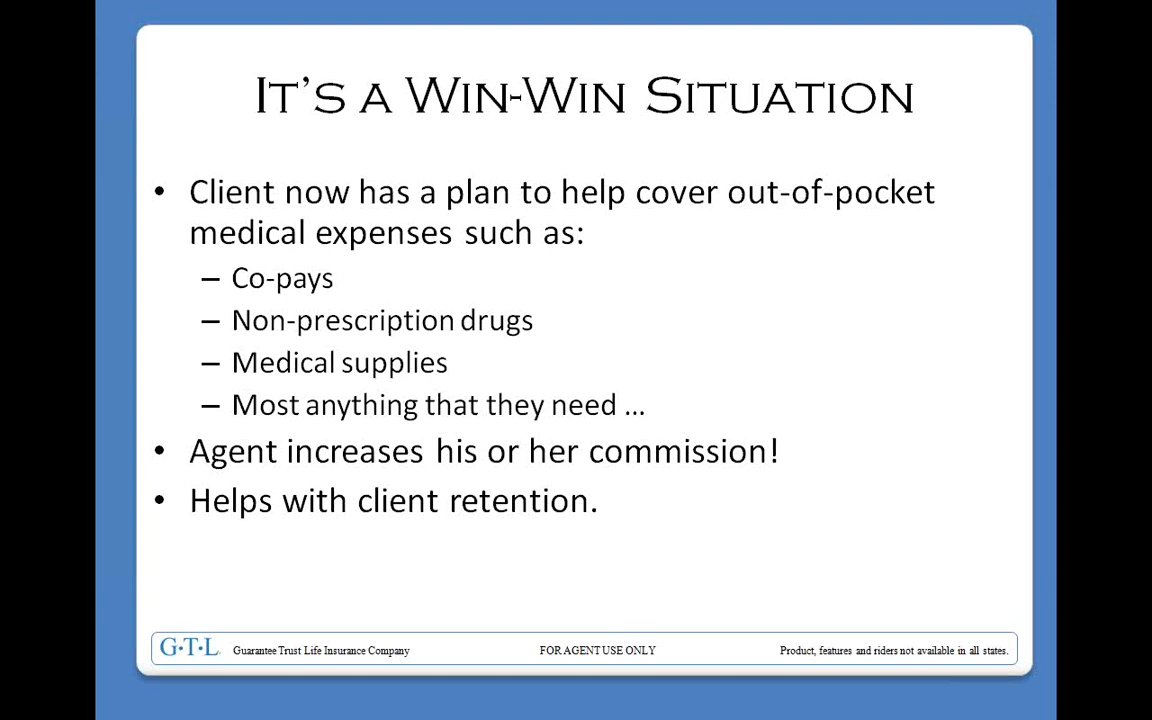 It's a Win-Win Situation
• Client now has a plan to help cover out-of-pocket
medical expenses such as:
– Co-pays
– Non-prescription drugs
– Medical supplies
– Most anything that they need …
• Agent increases his or her commission!
• Helps with client retention.
G·T·L. Guarantee Trust Life Insurance Company FOR AGENT USE ONLY Product, features and riders not available in all states.